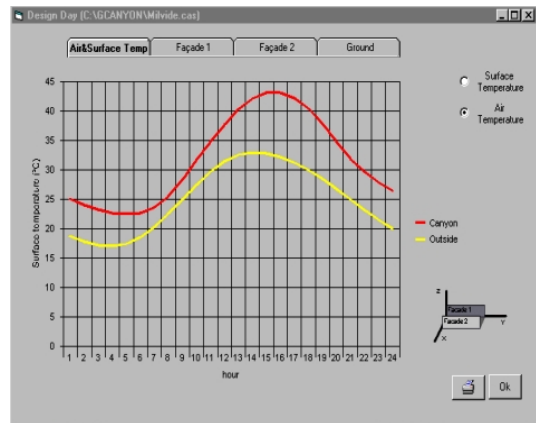 Design Day (C:\GCANYON\Milvide.cas)
Air&Surface Temp
Façade 1
Façade 2
Ground
Surface
Temperature
Air
Temperature
Surface temperature (ºC)
45
40
35
30
25
20
15
10
5
0
1 2 3 4 5 6 7 8 9 10 11 12 13 14 15 16 17 18 19 20 21 22 23 24
hour
Canyon
Outside
Z
Facade 1
Facade 2
Y
X
Ok